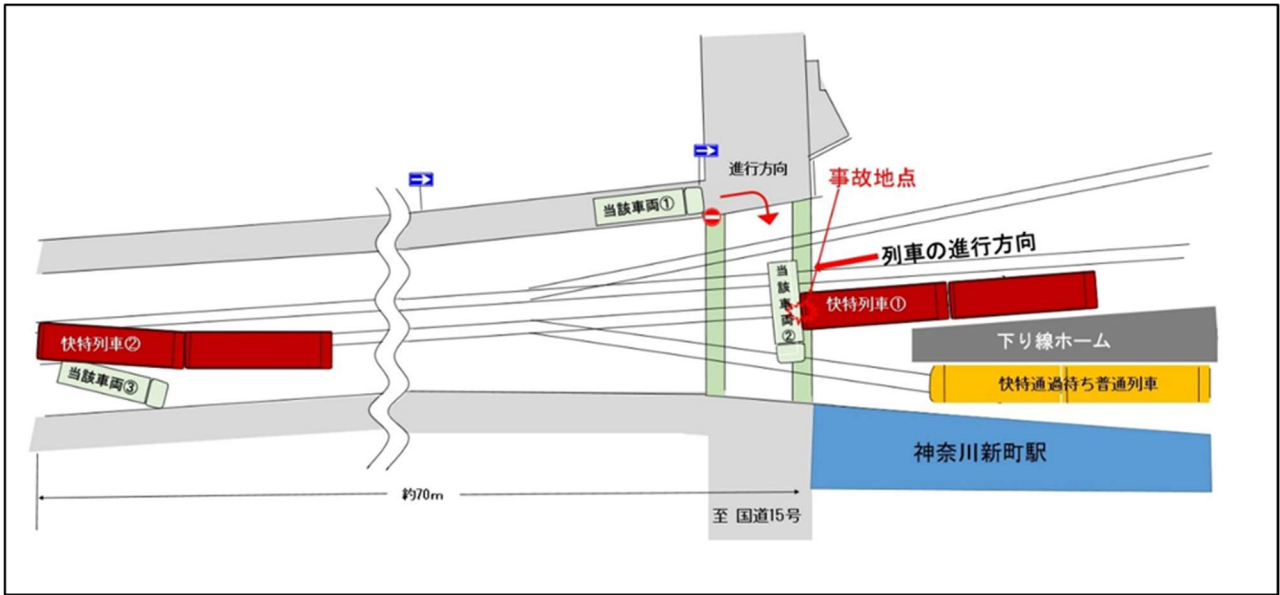 進行方向
事故地点
当該車両①
列車の進行方向
当該車両②
快特列車①
快特列車②
下り線ホーム
当該車両③
快特通過待ち普通列車
神奈川新町駅
約70m
至 国道15号